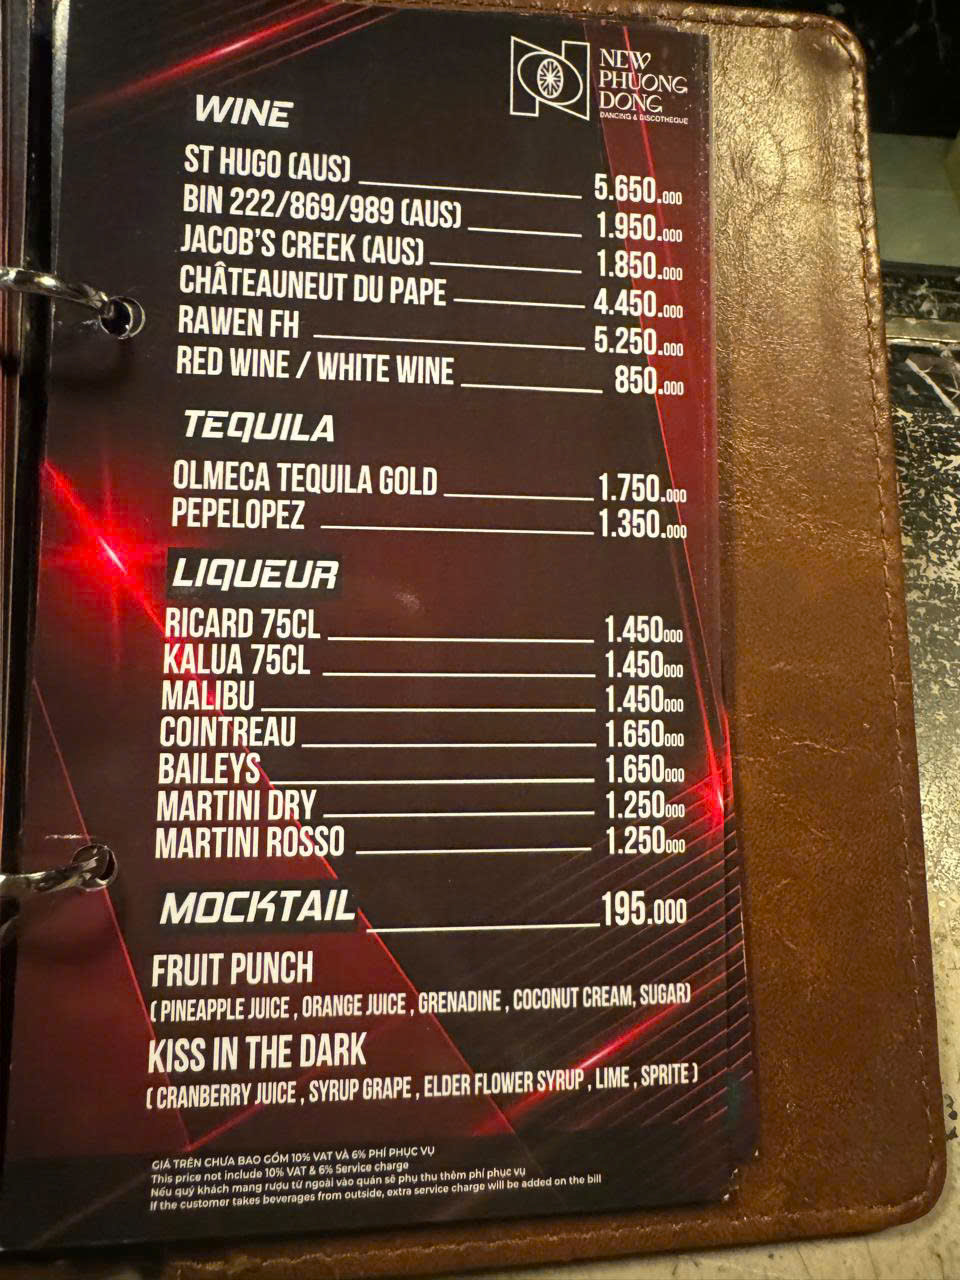 NEW
PHUONG
DONG
DANCING & DISCOTHEQUE
WINE
ST HUGO (AUS) 5.650.000
BIN 222/869/989 (AUS) 1.950.000
JACOB'S CREEK (AUS) 1.850.000
CHÂTEAUNEUT DU PAPE 4.450.000
RAWEN FH 5.250.000
RED WINE / WHITE WINE 850.000
TEQUILA
OLMECA TEQUILA GOLD 1.750.000
PEPELOPEZ 1.350.000
LIQUEUR
RICARD 75CL 1.450000
KALUA 75CL 1.450000
MALIBU 1.450000
COINTREAU 1.650000
BAILEYS 1.650000
MARTINI DRY 1.250000
MARTINI ROSSO 1.250000
MOCKTAIL 195.000
FRUIT PUNCH
( PINEAPPLE JUICE , ORANGE JUICE , GRENADINE , COCONUT CREAM, SUGAR)
KISS IN THE DARK
( CRANBERRY JUICE , SYRUP GRAPE , ELDER FLOWER SYRUP , LIME , SPRITE )
GIÁ TRÊN CHƯA BAO GỒM 10% VAT VÀ 6% PHÍ PHỤC VỤ
This price not include 10% VAT & 6% Service charge
Nếu quý khách mang rượu từ ngoài vào quán sẽ phụ thu thêm phí phục vụ
If the customer takes beverages from outside, extra service charge will be added on the bill